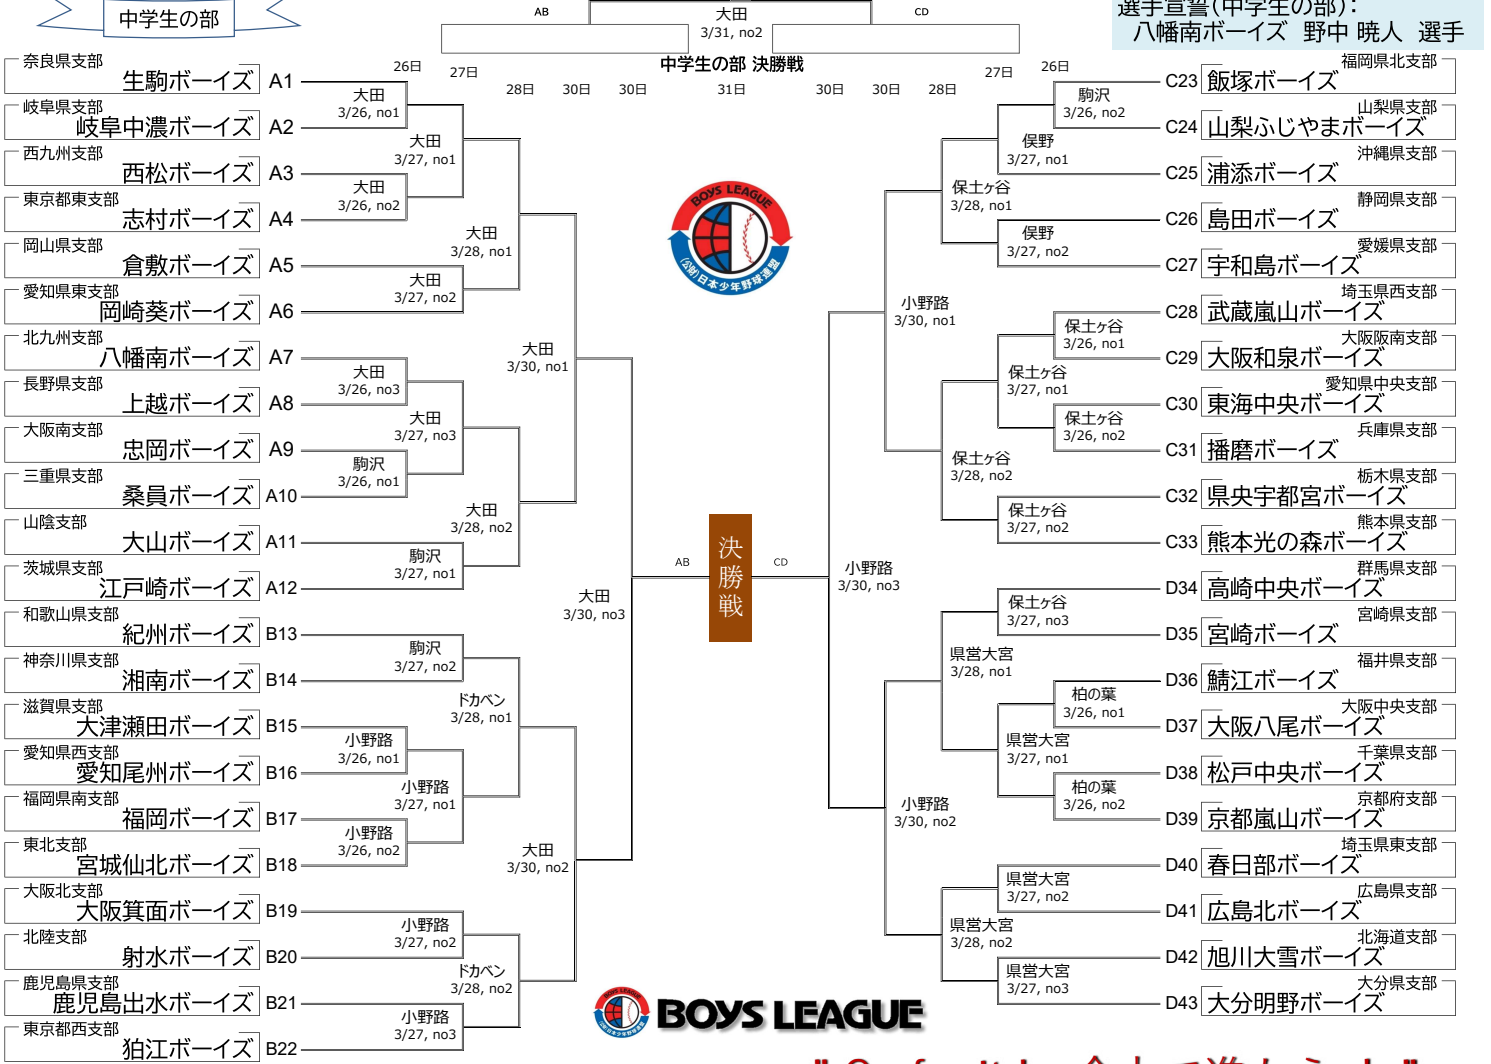 中学生の部
AB
大田
3/31, no2
CD
中学生の部 決勝戦
選手宣誓(中学生の部):
八幡南ボーイズ 野中 暁人 選手
26日
27日
28日
30日
30日
31日
30日
30日
28日
27日
26日
奈良県支部
生駒ボーイズ A1
岐阜県支部
岐阜中濃ボーイズ A2
西九州支部
西松ボーイズ A3
東京都東支部
志村ボーイズ A4
岡山県支部
倉敷ボーイズ A5
愛知県東支部
岡崎葵ボーイズ A6
北九州支部
八幡南ボーイズ A7
長野県支部
上越ボーイズ A8
大阪南支部
忠岡ボーイズ A9
三重県支部
桑員ボーイズ A10
山陰支部
大山ボーイズ A11
茨城県支部
江戸崎ボーイズ A12
和歌山県支部
紀州ボーイズ B13
神奈川県支部
湘南ボーイズ B14
滋賀県支部
大津瀬田ボーイズ B15
愛知県西支部
愛知尾州ボーイズ B16
福岡県南支部
福岡ボーイズ B17
東北支部
宮城仙北ボーイズ B18
大阪北支部
大阪箕面ボーイズ B19
北陸支部
射水ボーイズ B20
鹿児島県支部
鹿児島出水ボーイズ B21
東京都西支部
狛江ボーイズ B22
大田
3/26, no1
大田
3/26, no2
大田
3/26, no3
駒沢
3/26, no1
小野路
3/26, no1
小野路
3/26, no2
大田
3/27, no1
大田
3/27, no2
大田
3/27, no3
駒沢
3/27, no1
駒沢
3/27, no2
小野路
3/27, no1
小野路
3/27, no2
小野路
3/27, no3
大田
3/28, no1
大田
3/28, no2
ドカベン
3/28, no1
ドカベン
3/28, no2
大田
3/30, no1
大田
3/30, no2
大田
3/30, no3
BOYS LEAGUE
(公財)日本少年野球連盟
AB
決勝戦
CD
小野路
3/30, no3
小野路
3/30, no1
小野路
3/30, no2
保土ヶ谷
3/28, no1
保土ヶ谷
3/28, no2
県営大宮
3/28, no1
県営大宮
3/28, no2
俣野
3/27, no1
俣野
3/27, no2
保土ヶ谷
3/27, no1
保土ヶ谷
3/27, no2
保土ヶ谷
3/27, no3
県営大宮
3/27, no1
県営大宮
3/27, no2
県営大宮
3/27, no3
駒沢
3/26, no2
保土ヶ谷
3/26, no1
保土ヶ谷
3/26, no2
柏の葉
3/26, no1
柏の葉
3/26, no2
福岡県北支部
C23 飯塚ボーイズ
山梨県支部
C24 山梨ふじやまボーイズ
沖縄県支部
C25 浦添ボーイズ
静岡県支部
C26 島田ボーイズ
愛媛県支部
C27 宇和島ボーイズ
埼玉県西支部
C28 武蔵嵐山ボーイズ
大阪阪南支部
C29 大阪和泉ボーイズ
愛知県中央支部
C30 東海中央ボーイズ
兵庫県支部
C31 播磨ボーイズ
栃木県支部
C32 県央宇都宮ボーイズ
熊本県支部
C33 熊本光の森ボーイズ
群馬県支部
D34 高崎中央ボーイズ
宮崎県支部
D35 宮崎ボーイズ
福井県支部
D36 鯖江ボーイズ
大阪中央支部
D37 大阪八尾ボーイズ
千葉県支部
D38 松戸中央ボーイズ
京都府支部
D39 京都嵐山ボーイズ
埼玉県東支部
D40 春日部ボーイズ
広島県支部
D41 広島北ボーイズ
北海道支部
D42 旭川大雪ボーイズ
大分県支部
D43 大分明野ボーイズ
BOYS LEAGUE